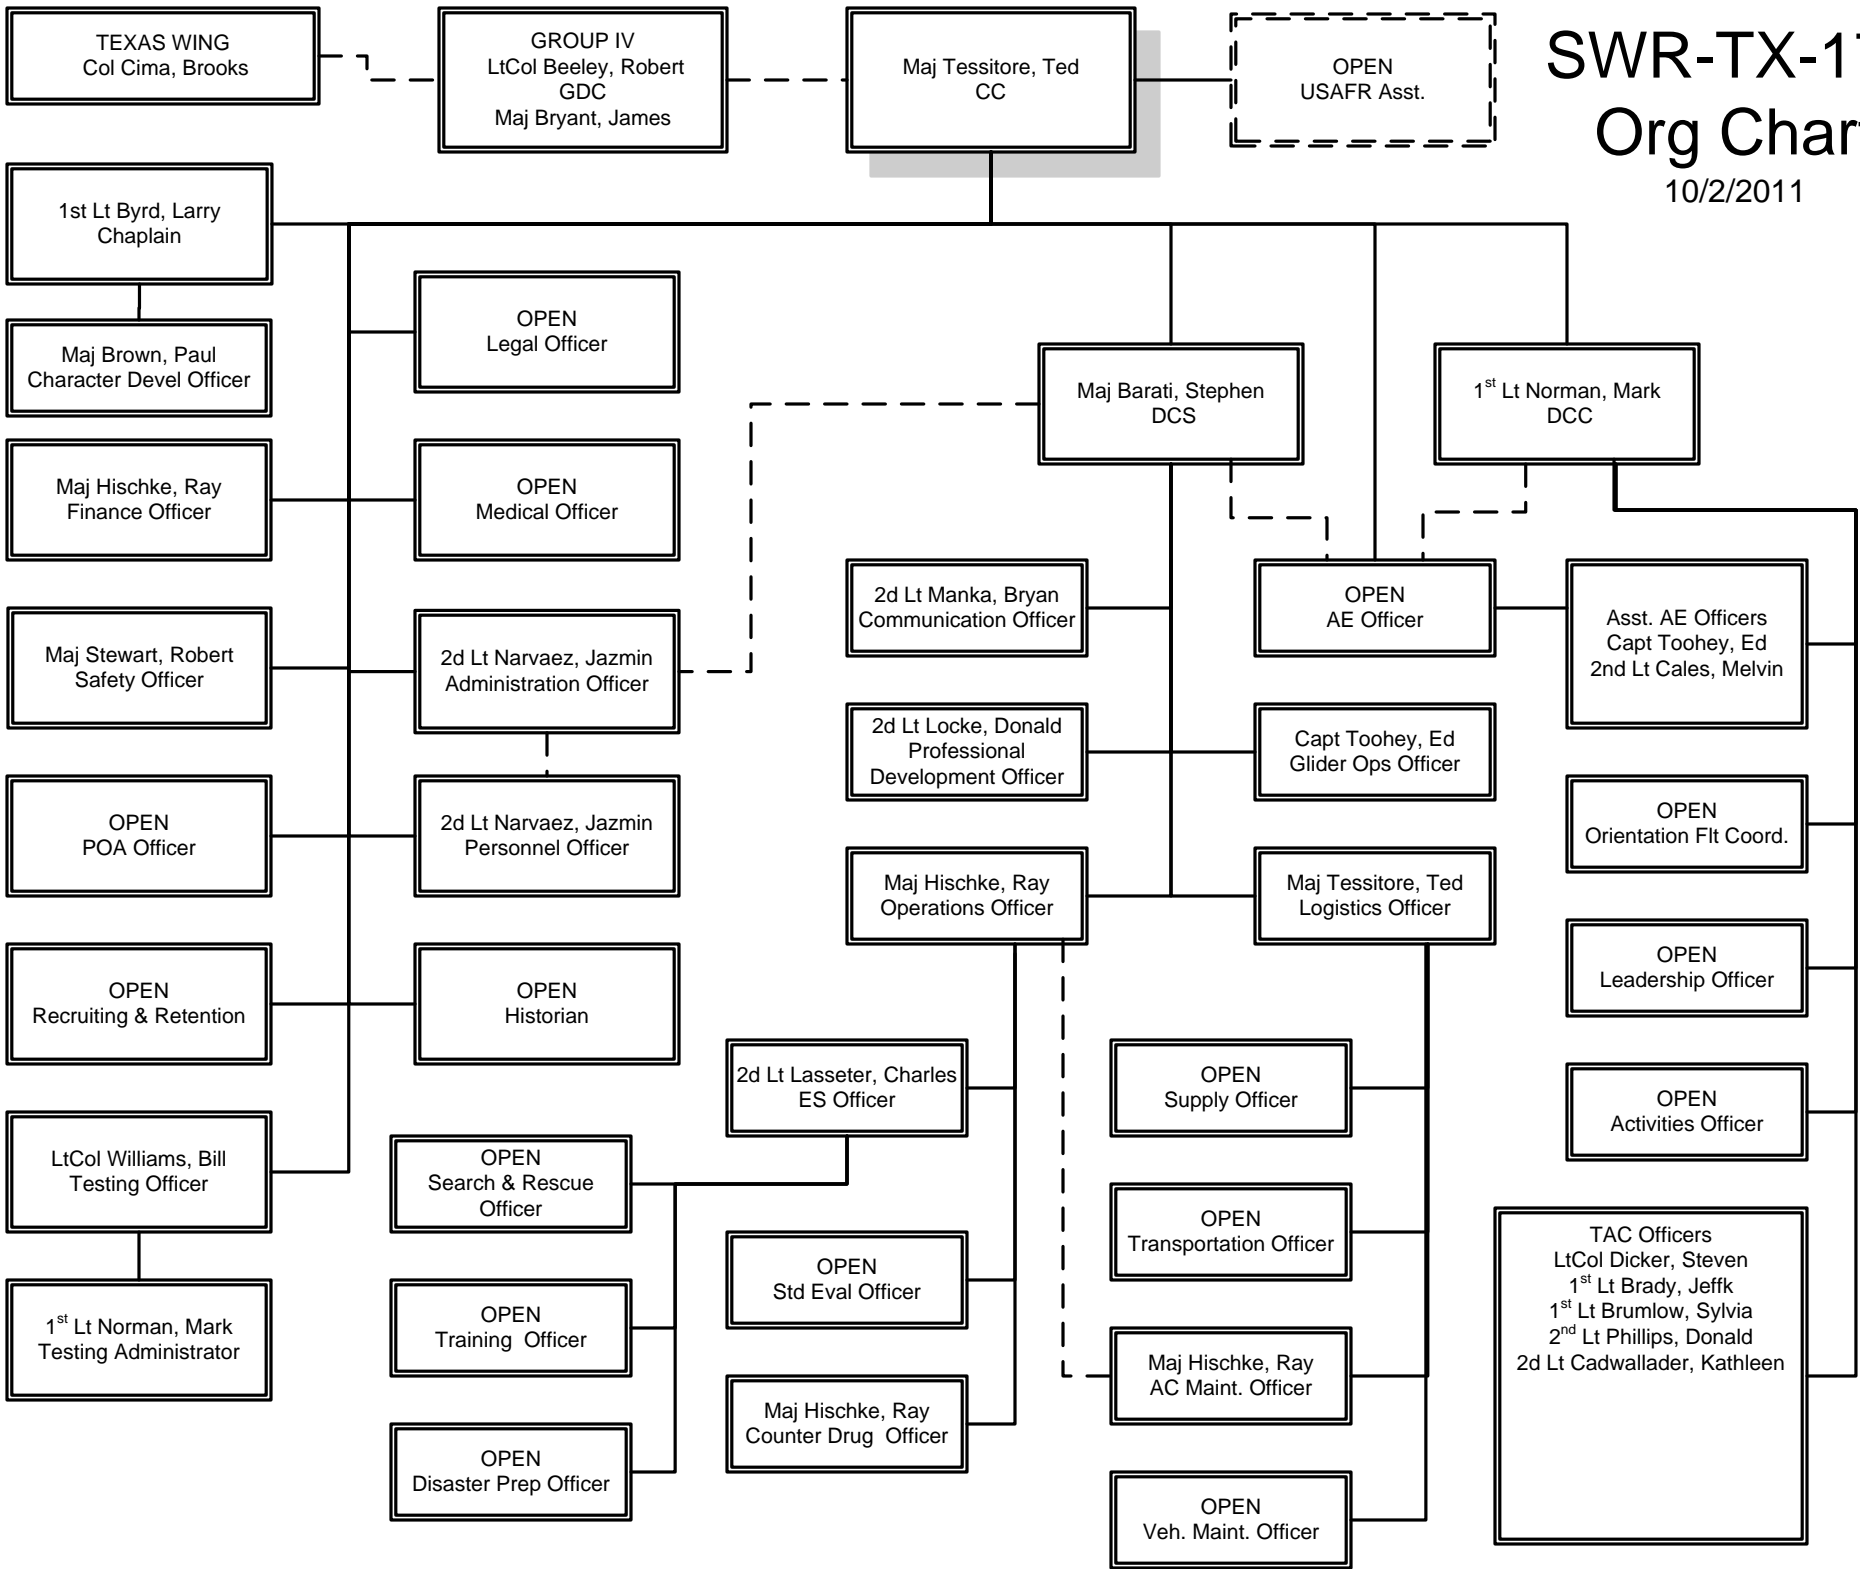 TEXAS WING
Col Cima, Brooks
GROUP IV
LtCol Beeley, Robert
GDC
Maj Bryant, James
Maj Tessitore, Ted
CC
OPEN
USAFR Asst.
SWR-TX-17
Org Chart
10/2/2011
1st Lt Byrd, Larry
Chaplain
Maj Brown, Paul
Character Devel Officer
OPEN
Legal Officer
Maj Barati, Stephen
DCS
1st Lt Norman, Mark
DCC
Maj Hischke, Ray
Finance Officer
OPEN
Medical Officer
2d Lt Manka, Bryan
Communication Officer
OPEN
AE Officer
Asst. AE Officers
Capt Toohey, Ed
2nd Lt Cales, Melvin
Maj Stewart, Robert
Safety Officer
2d Lt Narvaez, Jazmin
Administration Officer
2d Lt Locke, Donald
Professional
Development Officer
Capt Toohey, Ed
Glider Ops Officer
OPEN
POA Officer
2d Lt Narvaez, Jazmin
Personnel Officer
OPEN
Orientation Flt Coord.
Maj Hischke, Ray
Operations Officer
Maj Tessitore, Ted
Logistics Officer
OPEN
Leadership Officer
OPEN
Recruiting & Retention
OPEN
Historian
2d Lt Lasseter, Charles
ES Officer
OPEN
Supply Officer
OPEN
Activities Officer
LtCol Williams, Bill
Testing Officer
OPEN
Search & Rescue
Officer
OPEN
Std Eval Officer
OPEN
Transportation Officer
TAC Officers
LtCol Dicker, Steven
1st Lt Brady, Jeffk
1st Lt Brumlow, Sylvia
2nd Lt Phillips, Donald
2d Lt Cadwallader, Kathleen
1st Lt Norman, Mark
Testing Administrator
OPEN
Training Officer
Maj Hischke, Ray
AC Maint. Officer
Maj Hischke, Ray
Counter Drug Officer
OPEN
Disaster Prep Officer
OPEN
Veh. Maint. Officer